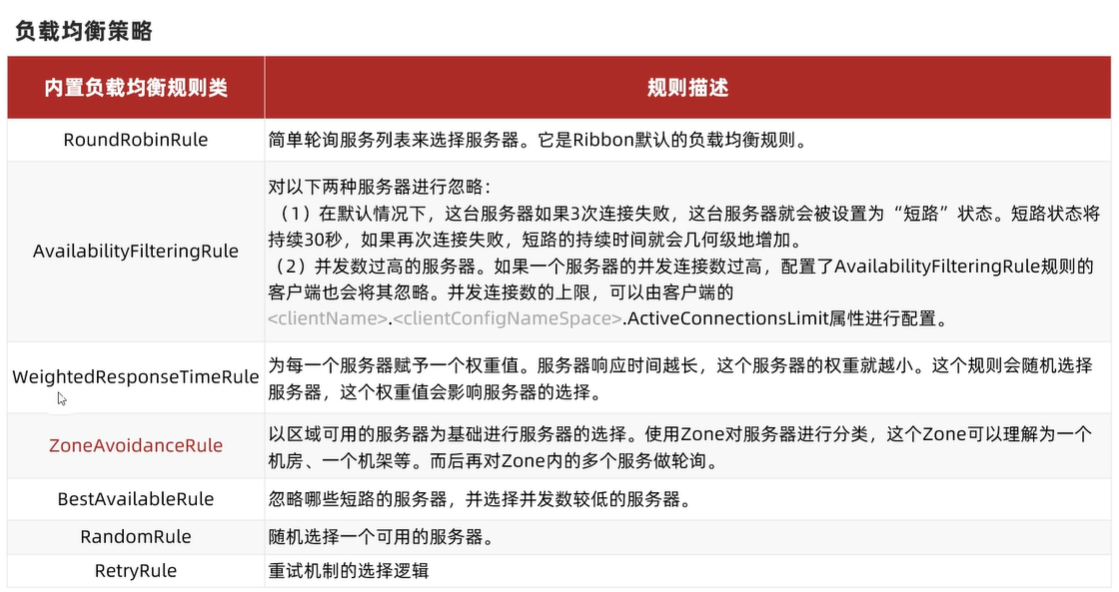 负载均衡策略
内置负载均衡规则类
规则描述
RoundRobinRule
简单轮询服务列表来选择服务器。它是Ribbon默认的负载均衡规则。
AvailabilityFilteringRule
对以下两种服务器进行忽略：
（1）在默认情况下，这台服务器如果3次连接失败，这台服务器就会被设置为“短路”状态。短路状态将
持续30秒，如果再次连接失败，短路的持续时间就会几何级地增加。
（2）并发数过高的服务器。如果一个服务器的并发连接数过高，配置了AvailabilityFilteringRule规则的
客户端也会将其忽略。并发连接数的上限，可以由客户端的
<clientName>.<clientConfigNameSpace>.ActiveConnectionsLimit属性进行配置。
WeightedResponseTimeRule
为每一个服务器赋予一个权重值。服务器响应时间越长，这个服务器的权重就越小。这个规则会随机选择
服务器，这个权重值会影响服务器的选择。
ZoneAvoidanceRule
以区域可用的服务器为基础进行服务器的选择。使用Zone对服务器进行分类，这个Zone可以理解为一个
机房、一个机架等。而后再对Zone内的多个服务做轮询。
BestAvailableRule
忽略哪些短路的服务器，并选择并发数较低的服务器。
RandomRule
随机选择一个可用的服务器。
RetryRule
重试机制的选择逻辑